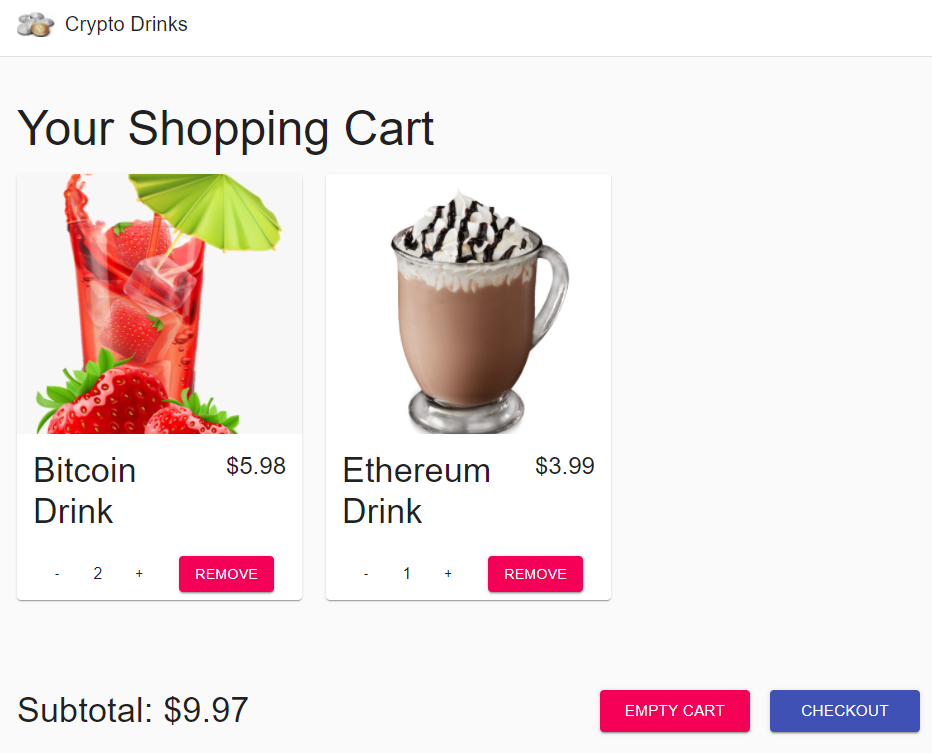 Crypto Drinks
Your Shopping Cart
Bitcoin Drink $5.98
- 2 + REMOVE
Ethereum Drink $3.99
- 1 + REMOVE
Subtotal: $9.97
EMPTY CART
CHECKOUT